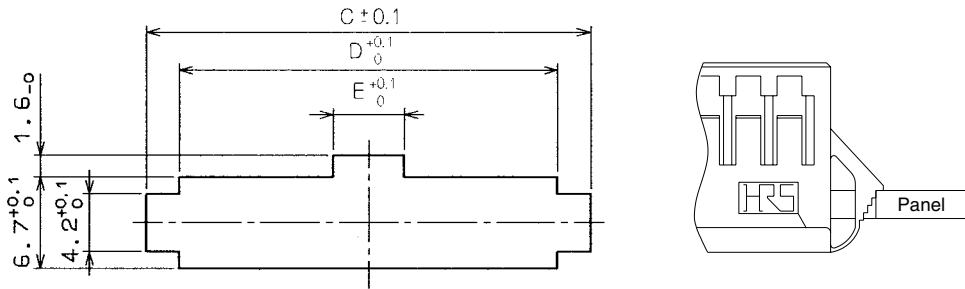 C ±0.1
D +0.1 0
E +0.1 0
1.6 -0
6.7 +0.1 0
4.2 +0.1 0
HRS
Panel